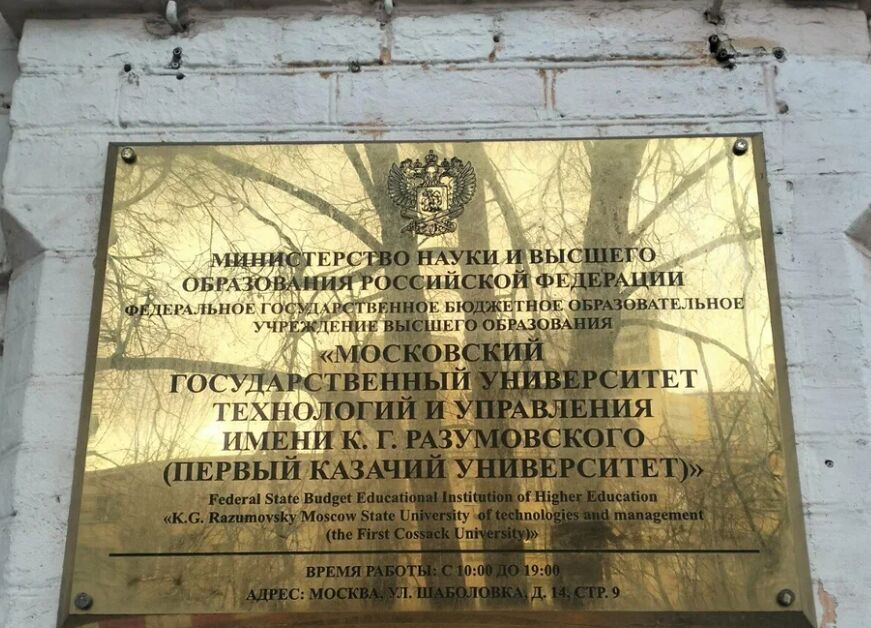 МИНИСТЕРСТВО НАУКИ И ВЫСШЕГО
ОБРАЗОВАНИЯ РОССИЙСКОЙ ФЕДЕРАЦИИ
ФЕДЕРАЛЬНОЕ ГОСУДАРСТВЕННОЕ БЮДЖЕТНОЕ ОБРАЗОВАТЕЛЬНОЕ
УЧРЕЖДЕНИЕ ВЫСШЕГО ОБРАЗОВАНИЯ
«МОСКОВСКИЙ
ГОСУДАРСТВЕННЫЙ УНИВЕРСИТЕТ
ТЕХНОЛОГИЙ И УПРАВЛЕНИЯ
ИМЕНИ К. Г. РАЗУМОВСКОГО
(ПЕРВЫЙ КАЗАЧИЙ УНИВЕРСИТЕТ)»
Federal State Budget Educational Institution of Higher Education
«K.G. Razumovsky Moscow State University of technologies and management
(the First Cossack University)»
ВРЕМЯ РАБОТЫ: С 10:00 ДО 19:00
АДРЕС: МОСКВА, УЛ. ШАБОЛОВКА, Д. 14, СТР. 9